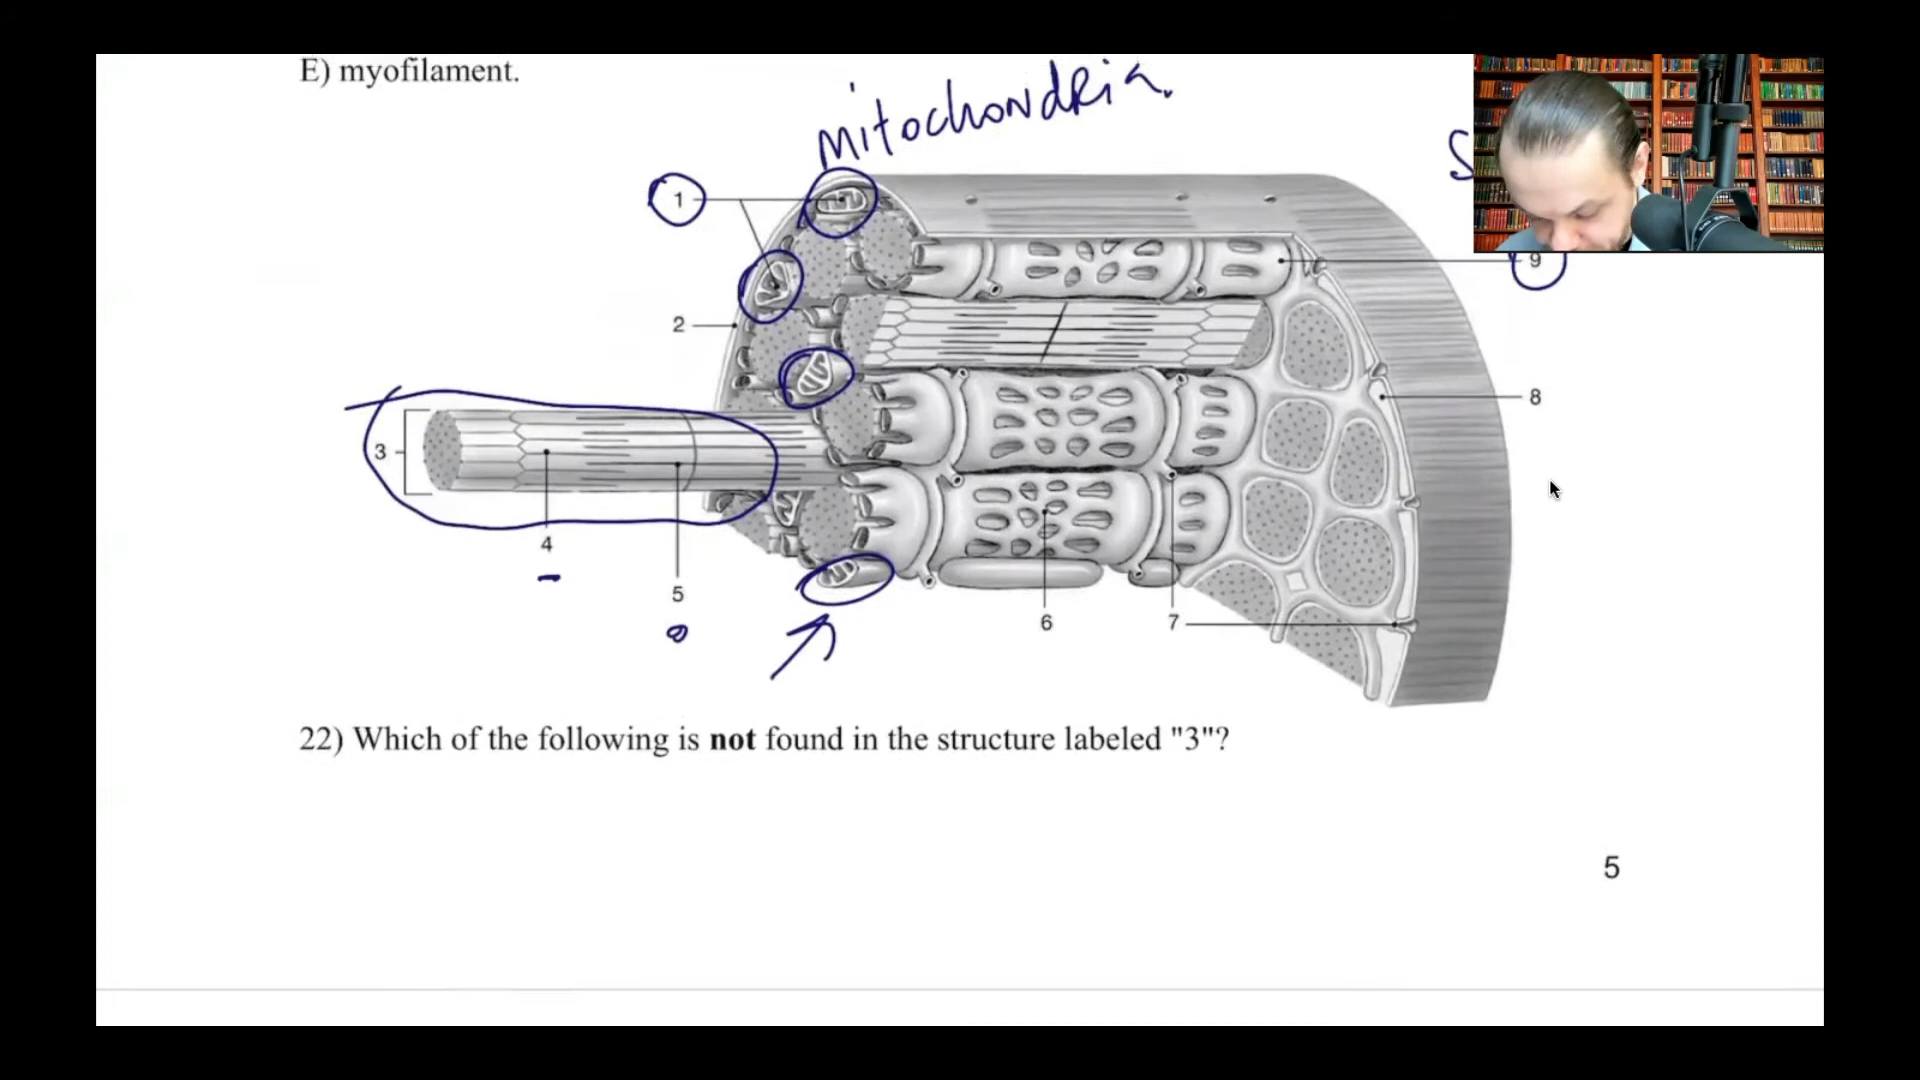 E) myofilament.
mitochondria.
S
1
9
2
8
3
4
5
6
7
22) Which of the following is not found in the structure labeled "3"?
5